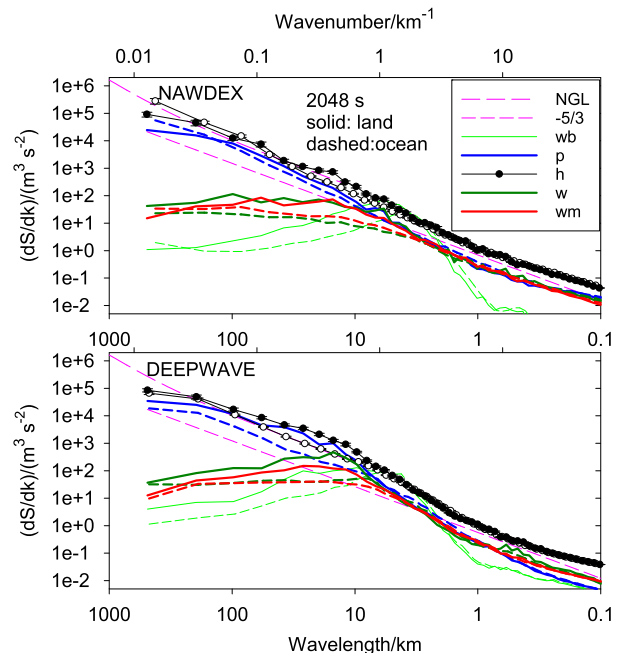 Wavenumber/km⁻¹
0.01 0.1 1 10
NAWDEX
2048 s
solid: land
dashed:ocean
NGL
-5/3
wb
p
h
w
wm
(dS/dk)/(m³ s⁻²)
1e+6
1e+5
1e+4
1e+3
1e+2
1e+1
1e+0
1e-1
1e-2
1000 100 10 1 0.1
DEEPWAVE
(dS/dk)/(m³ s⁻²)
1e+6
1e+5
1e+4
1e+3
1e+2
1e+1
1e+0
1e-1
1e-2
1000 100 10 1 0.1
Wavelength/km